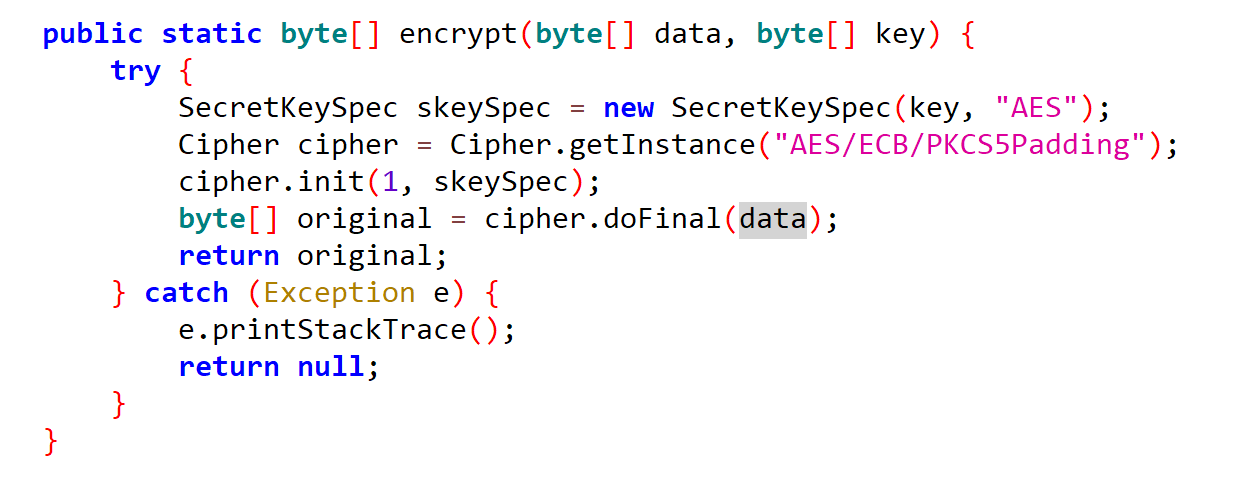 public static byte[] encrypt(byte[] data, byte[] key) {
    try {
        SecretKeySpec skeySpec = new SecretKeySpec(key, "AES");
        Cipher cipher = Cipher.getInstance("AES/ECB/PKCS5Padding");
        cipher.init(1, skeySpec);
        byte[] original = cipher.doFinal(data);
        return original;
    } catch (Exception e) {
        e.printStackTrace();
        return null;
    }
}